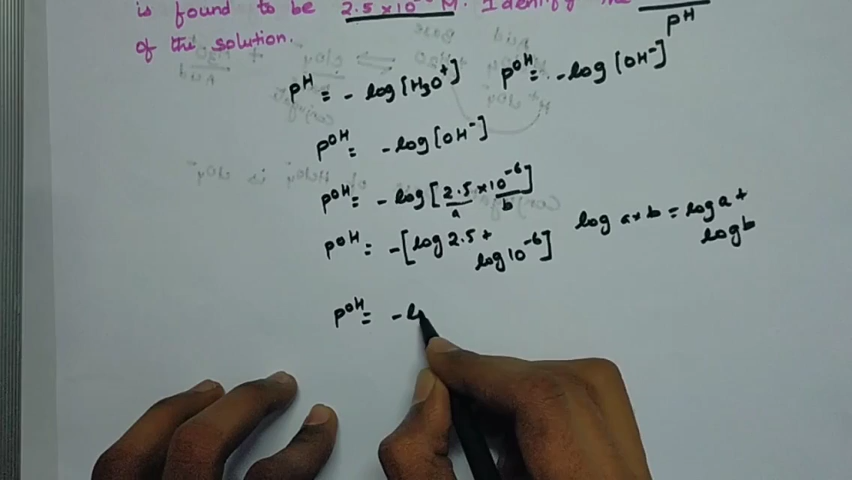 is found to be 2.5×10⁻⁶ M. Identify the pH
of the solution.
pH = - log [H₃O⁺] pOH = - log [OH⁻]
pOH = - log [OH⁻]
pOH = - log [2.5 × 10⁻⁶]
a b
log a×b = log a + log b
pOH = - [log 2.5 + log 10⁻⁶]
pOH = - l